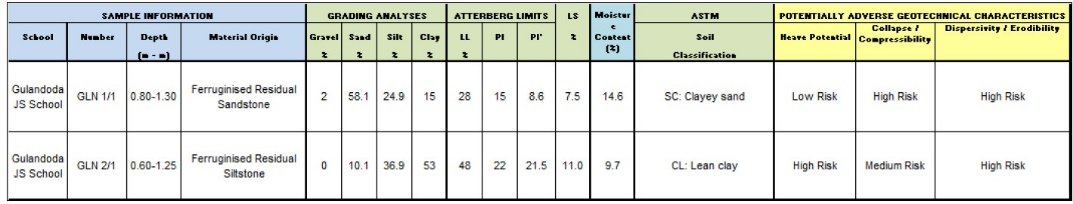 SAMPLE INFORMATION GRADING ANALYSES ATTERBERG LIMITS LS Moisture Content (%) ASTM POTENTIALLY ADVERSE GEOTECHNICAL CHARACTERISTICS
School Number Depth (m - m) Material Origin Gravel % Sand % Silt % Clay % LL % PI PI' % Soil Classification Heave Potential Collapse / Compressibility Dispersivity / Erodibility
Gulandoda JS School GLN 1/1 0.80-1.30 Ferruginised Residual Sandstone 2 58.1 24.9 15 28 15 8.6 7.5 14.6 SC: Clayey sand Low Risk High Risk High Risk
Gulandoda JS School GLN 2/1 0.60-1.25 Ferruginised Residual Siltstone 0 10.1 36.9 53 48 22 21.5 11.0 9.7 CL: Lean clay High Risk Medium Risk High Risk